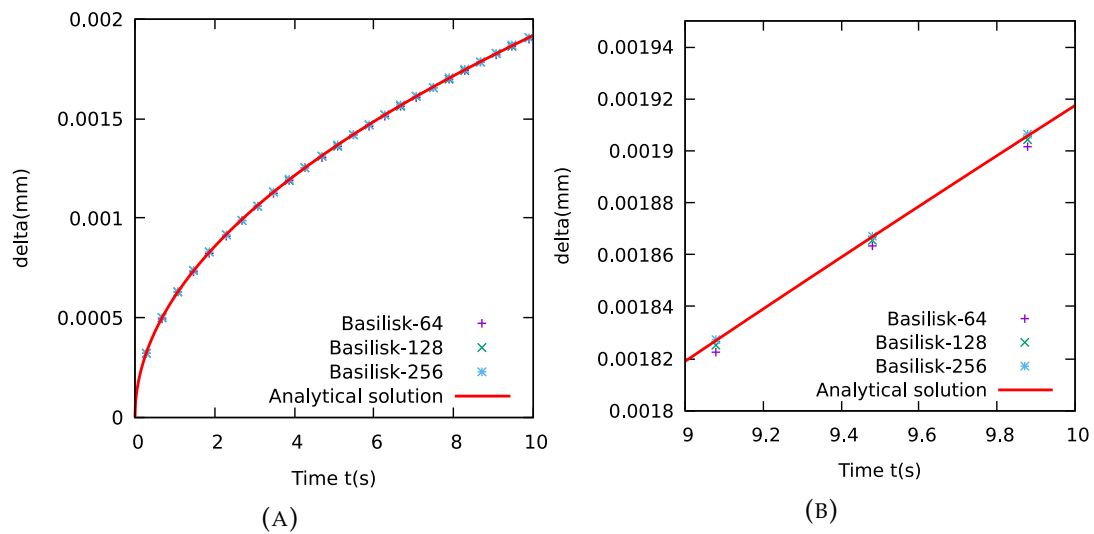 0.002
0.0015
0.001
0.0005
0
delta(mm)
Basilisk-64
Basilisk-128
Basilisk-256
Analytical solution
0 2 4 6 8 10
Time t(s)
(A)
0.00194
0.00192
0.0019
0.00188
0.00186
0.00184
0.00182
0.0018
delta(mm)
Basilisk-64
Basilisk-128
Basilisk-256
Analytical solution
9 9.2 9.4 9.6 9.8 10
Time t(s)
(B)